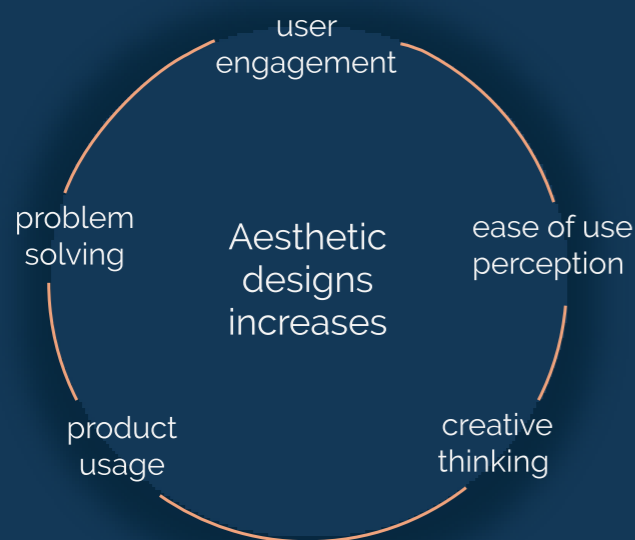 user
engagement
problem
solving
Aesthetic
designs
increases
ease of use
perception
product
usage
creative
thinking